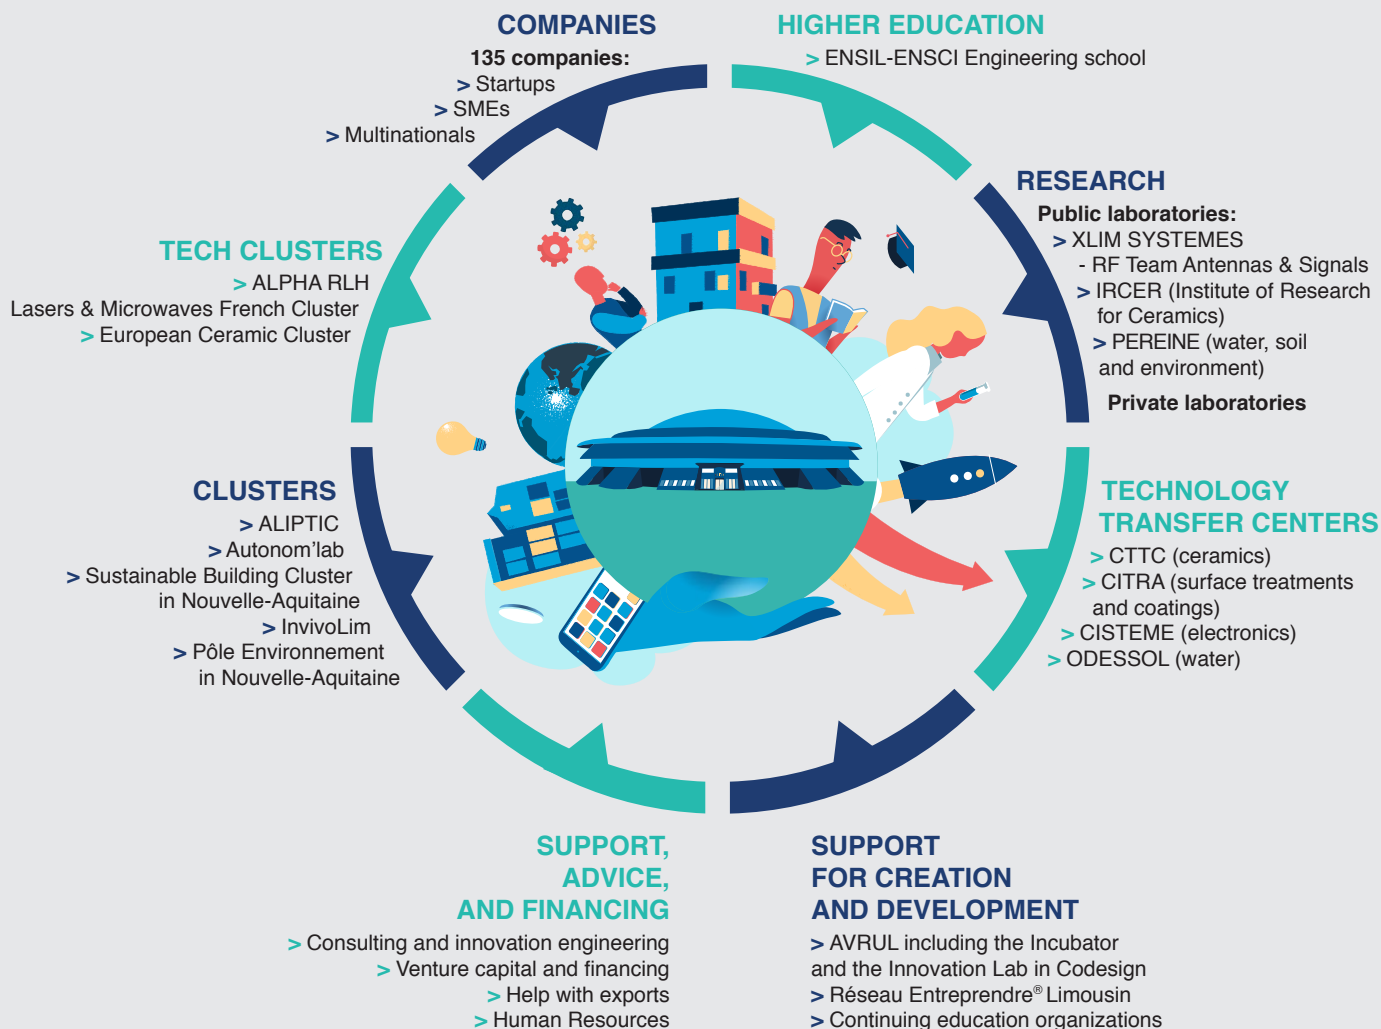 COMPANIES
135 companies:
> Startups
> SMEs
> Multinationals
HIGHER EDUCATION
> ENSIL-ENSCI Engineering school
RESEARCH
Public laboratories:
> XLIM SYSTEMES
- RF Team Antennas & Signals
> IRCER (Institute of Research
for Ceramics)
> PEREINE (water, soil
and environment)
Private laboratories
TECH CLUSTERS
> ALPHA RLH
Lasers & Microwaves French Cluster
> European Ceramic Cluster
CLUSTERS
> ALIPTIC
> Autonom’lab
> Sustainable Building Cluster
in Nouvelle-Aquitaine
> InvivoLim
> Pôle Environnement
in Nouvelle-Aquitaine
TECHNOLOGY
TRANSFER CENTERS
> CTTC (ceramics)
> CITRA (surface treatments
and coatings)
> CISTEME (electronics)
> ODESSOL (water)
SUPPORT,
ADVICE,
AND FINANCING
> Consulting and innovation engineering
> Venture capital and financing
> Help with exports
> Human Resources
SUPPORT
FOR CREATION
AND DEVELOPMENT
> AVRUL including the Incubator
and the Innovation Lab in Codesign
> Réseau Entreprendre® Limousin
> Continuing education organizations